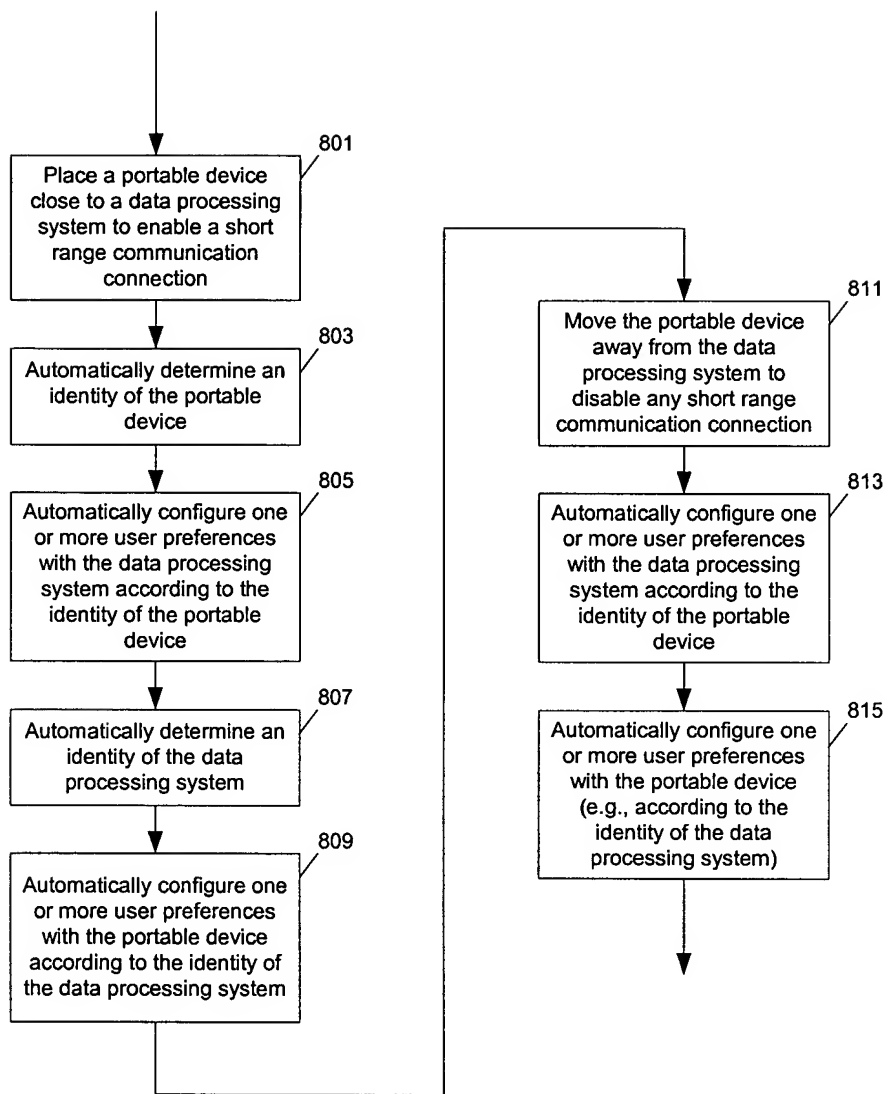 801
Place a portable device
close to a data processing
system to enable a short
range communication
connection
803
Automatically determine an
identity of the portable
device
805
Automatically configure one
or more user preferences
with the data processing
system according to the
identity of the portable
device
807
Automatically determine an
identity of the data
processing system
809
Automatically configure one
or more user preferences
with the portable device
according to the identity of
the data processing system
811
Move the portable device
away from the data
processing system to
disable any short range
communication connection
813
Automatically configure one
or more user preferences
with the data processing
system according to the
identity of the portable
device
815
Automatically configure one
or more user preferences
with the portable device
(e.g., according to the
identity of the data
processing system)